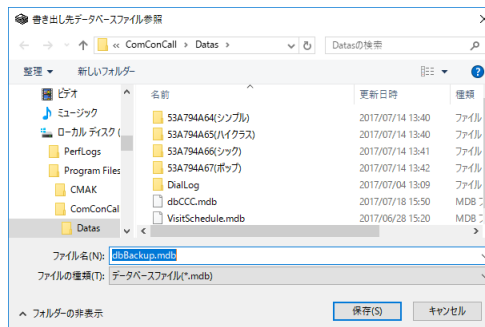 書き出し先データベースファイル参照
« ComConCall › Datas ›
Datasの検索
整理 新しいフォルダー
ビデオ
ミュージック
ローカル ディスク (
PerfLogs
Program Files
CMAK
ComConCal
Datas
名前 更新日時 種類
53A794A64(シンプル) 2017/07/14 13:40 ファイル
53A794A65(ハイクラス) 2017/07/14 13:40 ファイル
53A794A66(シック) 2017/07/14 13:41 ファイル
53A794A67(ポップ) 2017/07/14 13:42 ファイル
DialLog 2017/07/04 13:09 ファイル
dbCCC.mdb 2017/07/18 15:50 MDB フ
VisitSchedule.mdb 2017/06/28 15:20 MDB フ
ファイル名(N): dbBackup.mdb
ファイルの種類(T): データベースファイル(*.mdb)
フォルダーの非表示
保存(S) キャンセル